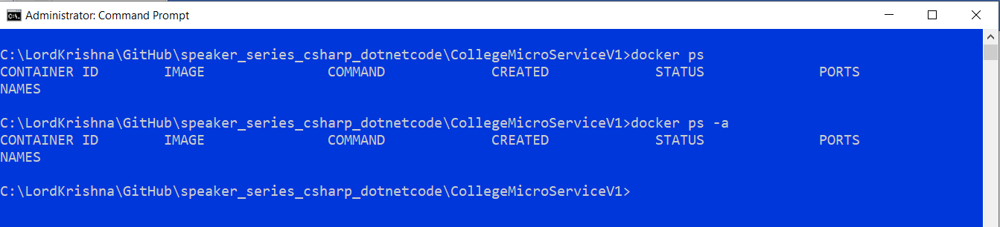 Administrator: Command Prompt
C:\LordKrishna\GitHub\speaker_series_csharp_dotnetcode\CollegeMicroServiceV1>docker ps
CONTAINER ID        IMAGE               COMMAND             CREATED             STATUS              PORTS
NAMES
C:\LordKrishna\GitHub\speaker_series_csharp_dotnetcode\CollegeMicroServiceV1>docker ps -a
CONTAINER ID        IMAGE               COMMAND             CREATED             STATUS              PORTS
NAMES
C:\LordKrishna\GitHub\speaker_series_csharp_dotnetcode\CollegeMicroServiceV1>